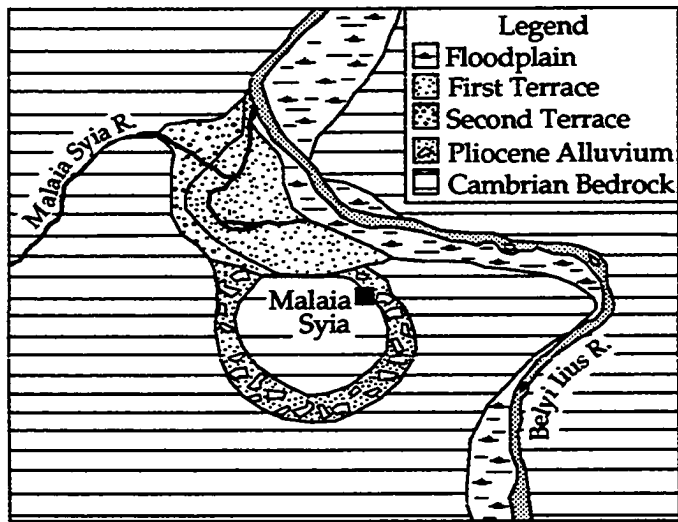 Legend
Floodplain
First Terrace
Second Terrace
Pliocene Alluvium
Cambrian Bedrock
Malaia Syia R.
Malaia
Syia
Belyi Iius R.